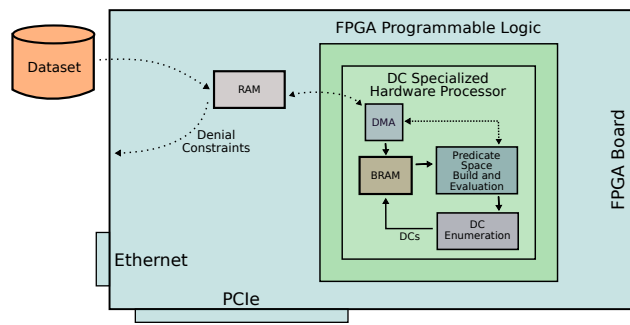 FPGA Programmable Logic
Dataset
DC Specialized
Hardware Processor
RAM
DMA
Denial
Constraints
BRAM
Predicate
Space
Build and
Evaluation
DC
Enumeration
DCs
FPGA Board
Ethernet
PCIe